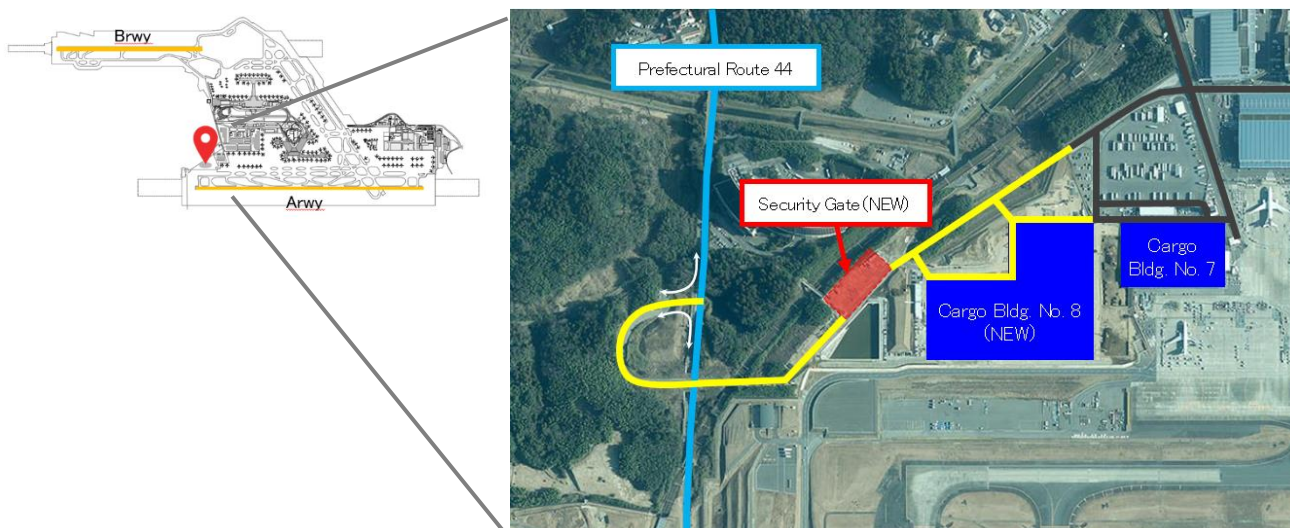 Brwy
Arwy
Prefectural Route 44
Security Gate (NEW)
Cargo
Bldg. No. 7
Cargo Bldg. No. 8
(NEW)